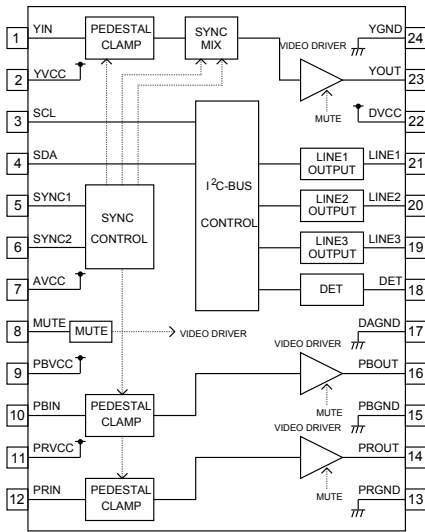 1 YIN PEDESTAL CLAMP SYNC MIX YGND 24
VIDEO DRIVER
2 YVCC YOUT 23
MUTE
3 SCL DVCC 22
4 SDA I²C-BUS CONTROL LINE1 OUTPUT LINE1 21
5 SYNC1 SYNC CONTROL LINE2 OUTPUT LINE2 20
6 SYNC2 LINE3 OUTPUT LINE3 19
7 AVCC DET DET 18
8 MUTE MUTE VIDEO DRIVER DAGND 17
9 PBVCC VIDEO DRIVER PBOUT 16
10 PBIN PEDESTAL CLAMP MUTE PBGND 15
11 PRVCC VIDEO DRIVER PROUT 14
12 PRIN PEDESTAL CLAMP MUTE PRGND 13